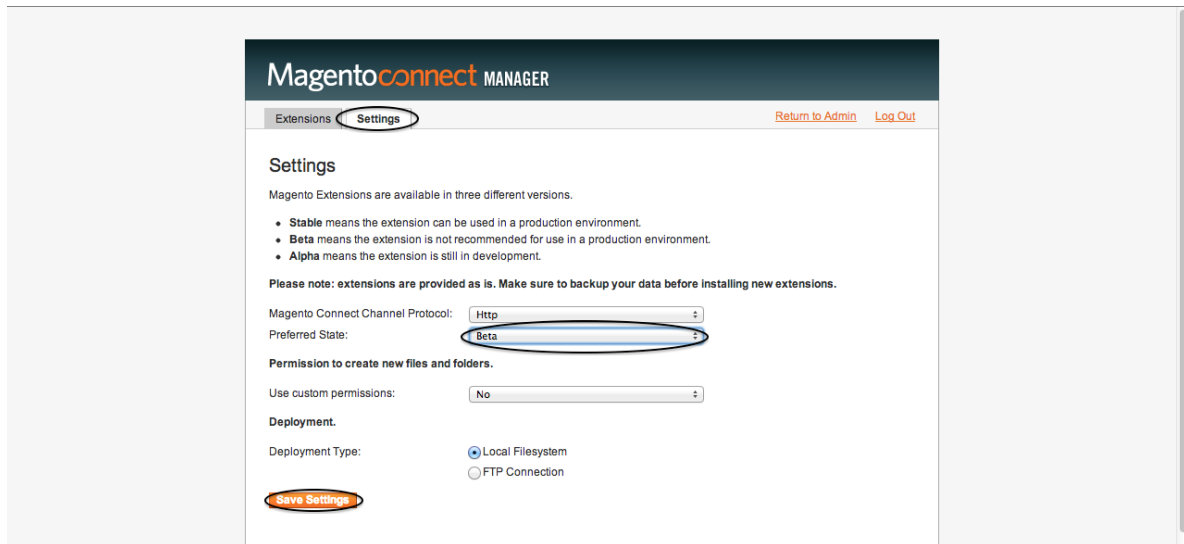 Magentoconnect MANAGER
Extensions Settings Return to Admin Log Out
Settings
Magento Extensions are available in three different versions.
• Stable means the extension can be used in a production environment.
• Beta means the extension is not recommended for use in a production environment.
• Alpha means the extension is still in development.
Please note: extensions are provided as is. Make sure to backup your data before installing new extensions.
Magento Connect Channel Protocol: Http
Preferred State: Beta
Permission to create new files and folders.
Use custom permissions: No
Deployment.
Deployment Type: Local Filesystem
FTP Connection
Save Settings